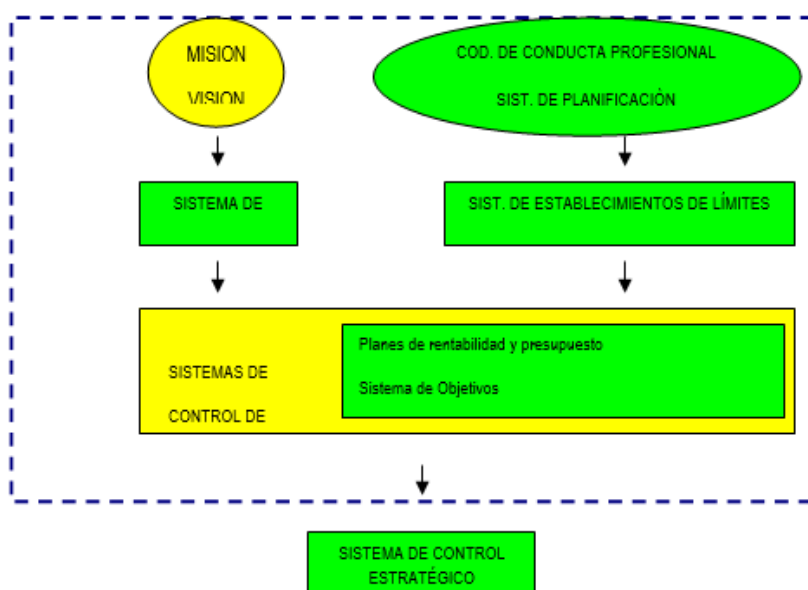 MISION
VISION
COD. DE CONDUCTA PROFESIONAL
SIST. DE PLANIFICACIÓN
SISTEMA DE
SIST. DE ESTABLECIMIENTOS DE LÍMITES
SISTEMAS DE
CONTROL DE
Planes de rentabilidad y presupuesto
Sistema de Objetivos
SISTEMA DE CONTROL
ESTRATÉGICO